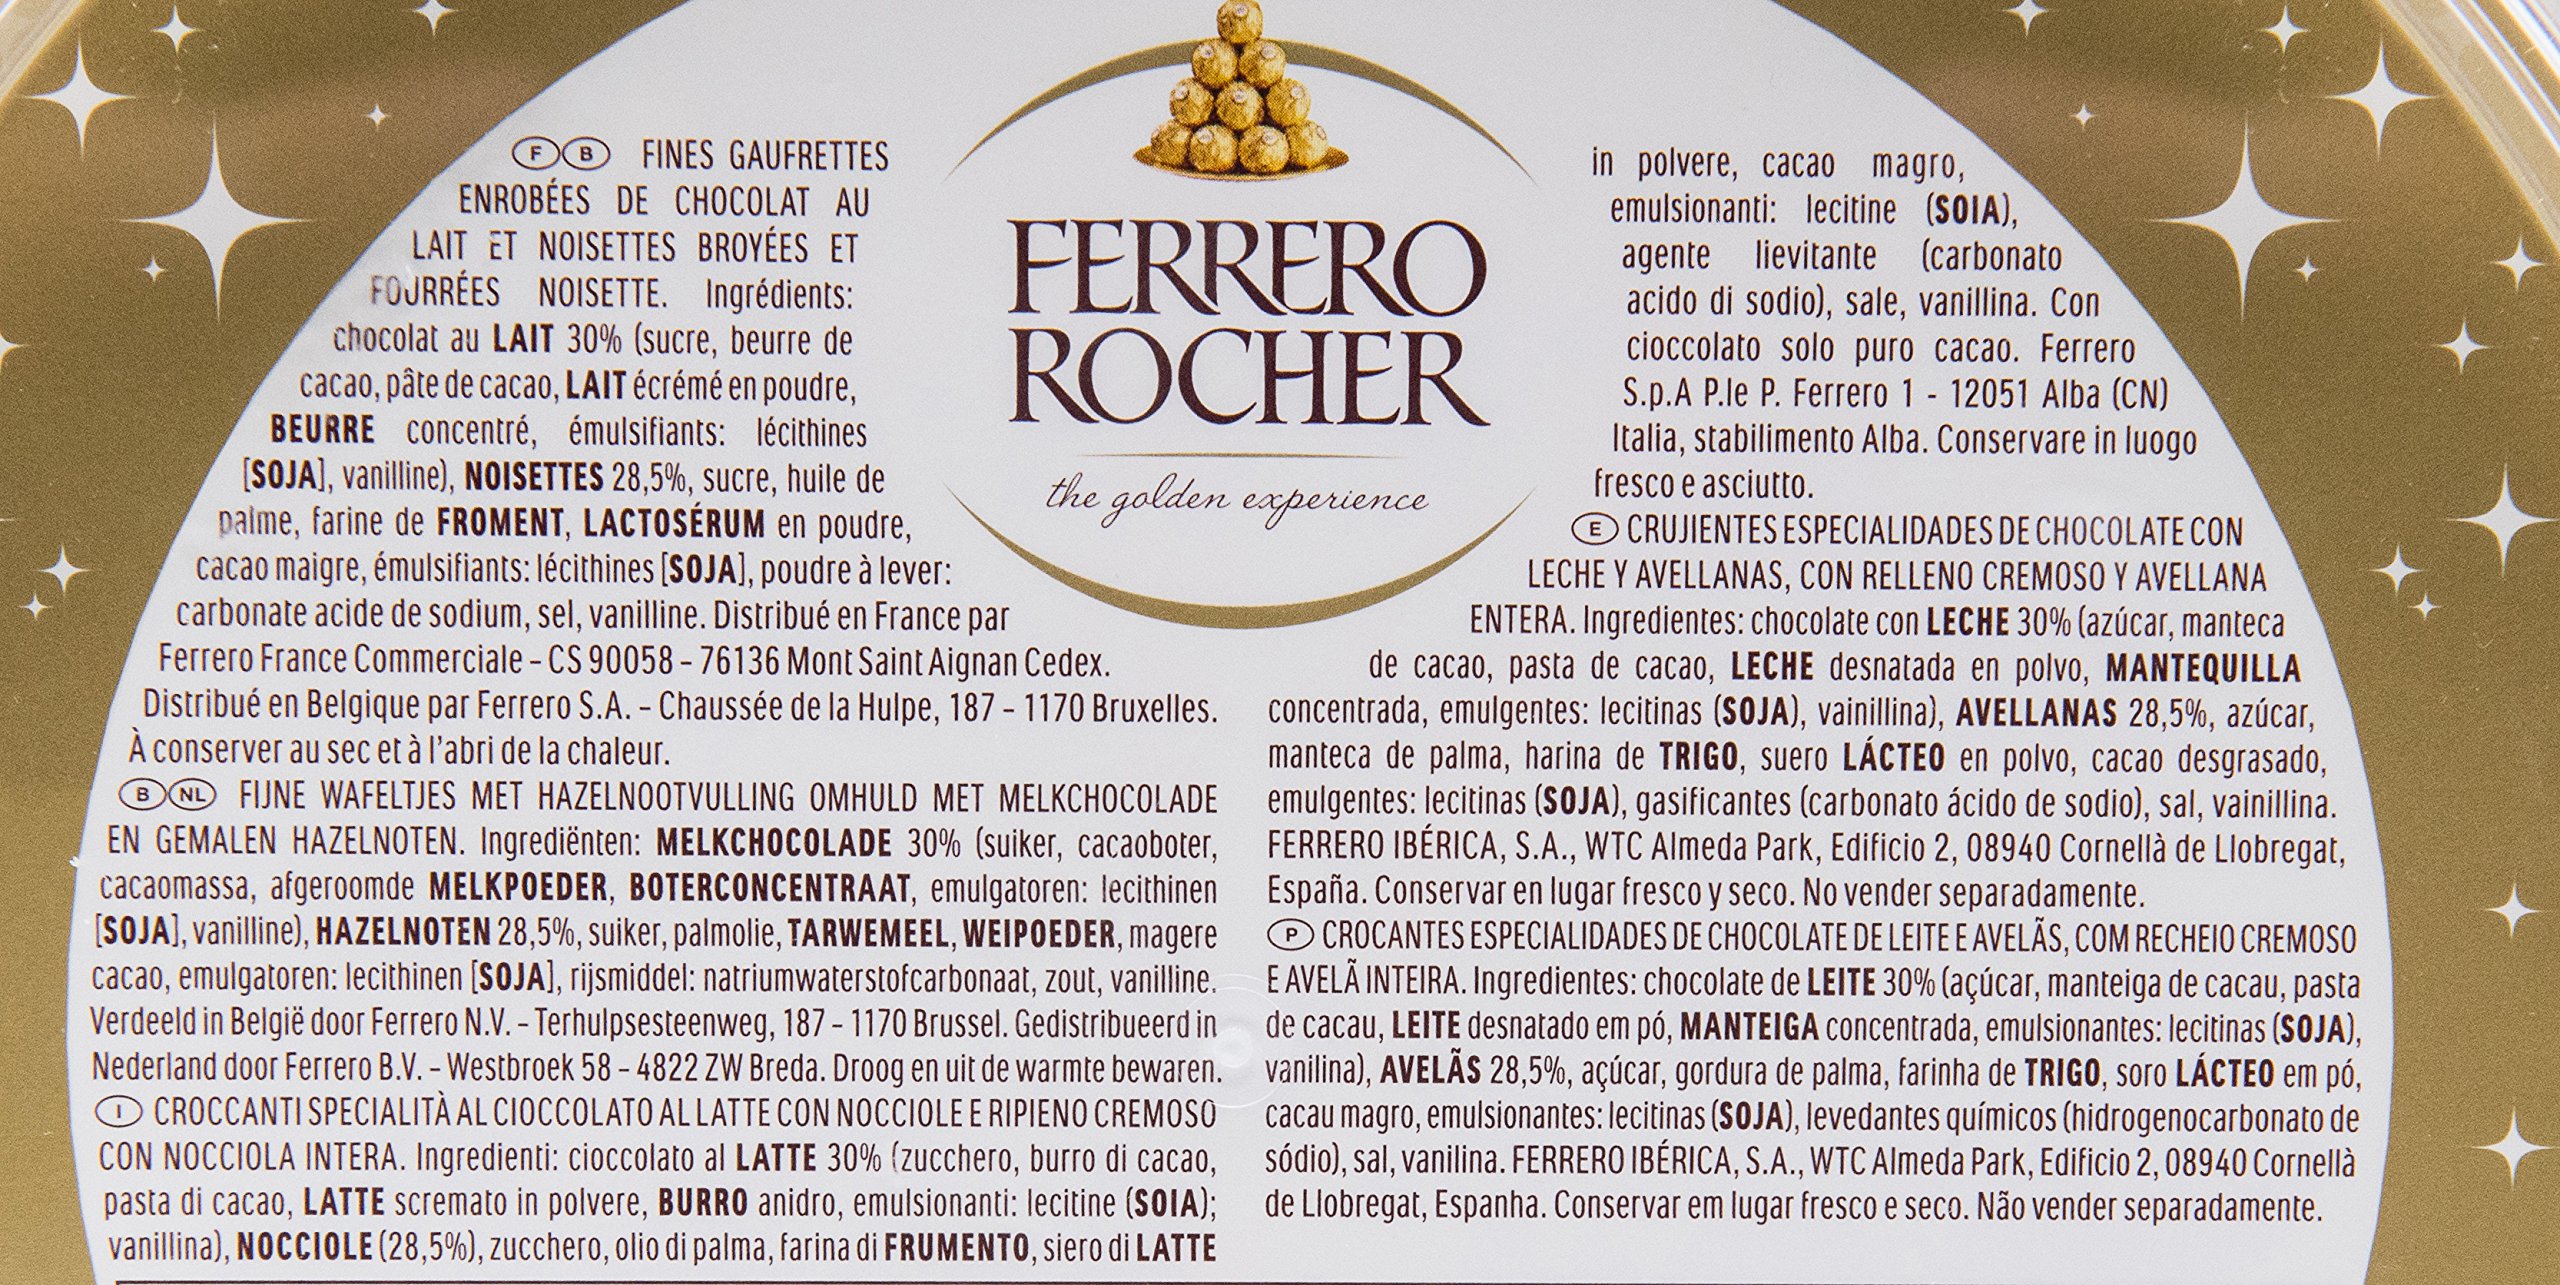 FERRERO
ROCHER
the golden experience
F B FINES GAUFRETTES
ENROBÉES DE CHOCOLAT AU
LAIT ET NOISETTES BROYÉES ET
FOURRÉES NOISETTE. Ingrédients:
chocolat au LAIT 30% (sucre, beurre de
cacao, pâte de cacao, LAIT écrémé en poudre,
BEURRE concentré, émulsifiants: lécithines
[SOJA], vanilline), NOISETTES 28,5%, sucre, huile de
palme, farine de FROMENT, LACTOSÉRUM en poudre,
cacao maigre, émulsifiants: lécithines [SOJA], poudre à lever:
carbonate acide de sodium, sel, vanilline. Distribué en France par
Ferrero France Commerciale – CS 90058 – 76136 Mont Saint Aignan Cedex.
Distribué en Belgique par Ferrero S.A. – Chaussée de la Hulpe, 187 – 1170 Bruxelles.
À conserver au sec et à l'abri de la chaleur.
B NL FIJNE WAFELTJES MET HAZELNOOTVULLING OMHULD MET MELKCHOCOLADE
EN GEMALEN HAZELNOTEN. Ingrediënten: MELKCHOCOLADE 30% (suiker, cacaoboter,
cacaomassa, afgeroomde MELKPOEDER, BOTERCONCENTRAAT, emulgatoren: lecithinen
[SOJA], vanilline), HAZELNOTEN 28,5%, suiker, palmolie, TARWEMEEL, WEIPOEDER, magere
cacao, emulgatoren: lecithinen [SOJA], rijsmiddel: natriumwaterstofcarbonaat, zout, vanilline.
Verdeeld in België door Ferrero N.V. – Terhulpsesteenweg, 187 – 1170 Brussel. Gedistribueerd in
Nederland door Ferrero B.V. – Westbroek 58 – 4822 ZW Breda. Droog en uit de warmte bewaren.
I CROCCANTI SPECIALITÀ AL CIOCCOLATO AL LATTE CON NOCCIOLE E RIPIENO CREMOSO
CON NOCCIOLA INTERA. Ingredienti: cioccolato al LATTE 30% (zucchero, burro di cacao,
pasta di cacao, LATTE scremato in polvere, BURRO anidro, emulsionanti: lecitine (SOIA);
vanillina), NOCCIOLE (28,5%), zucchero, olio di palma, farina di FRUMENTO, siero di LATTE
in polvere, cacao magro,
emulsionanti: lecitine (SOIA),
agente lievitante (carbonato
acido di sodio), sale, vanillina. Con
cioccolato solo puro cacao. Ferrero
S.p.A P.le P. Ferrero 1 - 12051 Alba (CN)
Italia, stabilimento Alba. Conservare in luogo
fresco e asciutto.
E CRUJIENTES ESPECIALIDADES DE CHOCOLATE CON
LECHE Y AVELLANAS, CON RELLENO CREMOSO Y AVELLANA
ENTERA. Ingredientes: chocolate con LECHE 30% (azúcar, manteca
de cacao, pasta de cacao, LECHE desnatada en polvo, MANTEQUILLA
concentrada, emulgentes: lecitinas (SOJA), vainillina), AVELLANAS 28,5%, azúcar,
manteca de palma, harina de TRIGO, suero LÁCTEO en polvo, cacao desgrasado,
emulgentes: lecitinas (SOJA), gasificantes (carbonato ácido de sodio), sal, vainillina.
FERRERO IBÉRICA, S.A., WTC Almeda Park, Edificio 2, 08940 Cornellà de Llobregat,
España. Conservar en lugar fresco y seco. No vender separadamente.
P CROCANTES ESPECIALIDADES DE CHOCOLATE DE LEITE E AVELÃS, COM RECHEIO CREMOSO
E AVELÃ INTEIRA. Ingredientes: chocolate de LEITE 30% (açúcar, manteiga de cacau, pasta
de cacau, LEITE desnatado em pó, MANTEIGA concentrada, emulsionantes: lecitinas (SOJA),
vanilina), AVELÃS 28,5%, açúcar, gordura de palma, farinha de TRIGO, soro LÁCTEO em pó,
cacau magro, emulsionantes: lecitinas (SOJA), levedantes químicos (hidrogenocarbonato de
sódio), sal, vanilina. FERRERO IBÉRICA, S.A., WTC Almeda Park, Edificio 2, 08940 Cornellà
de Llobregat, Espanha. Conservar em lugar fresco e seco. Não vender separadamente.